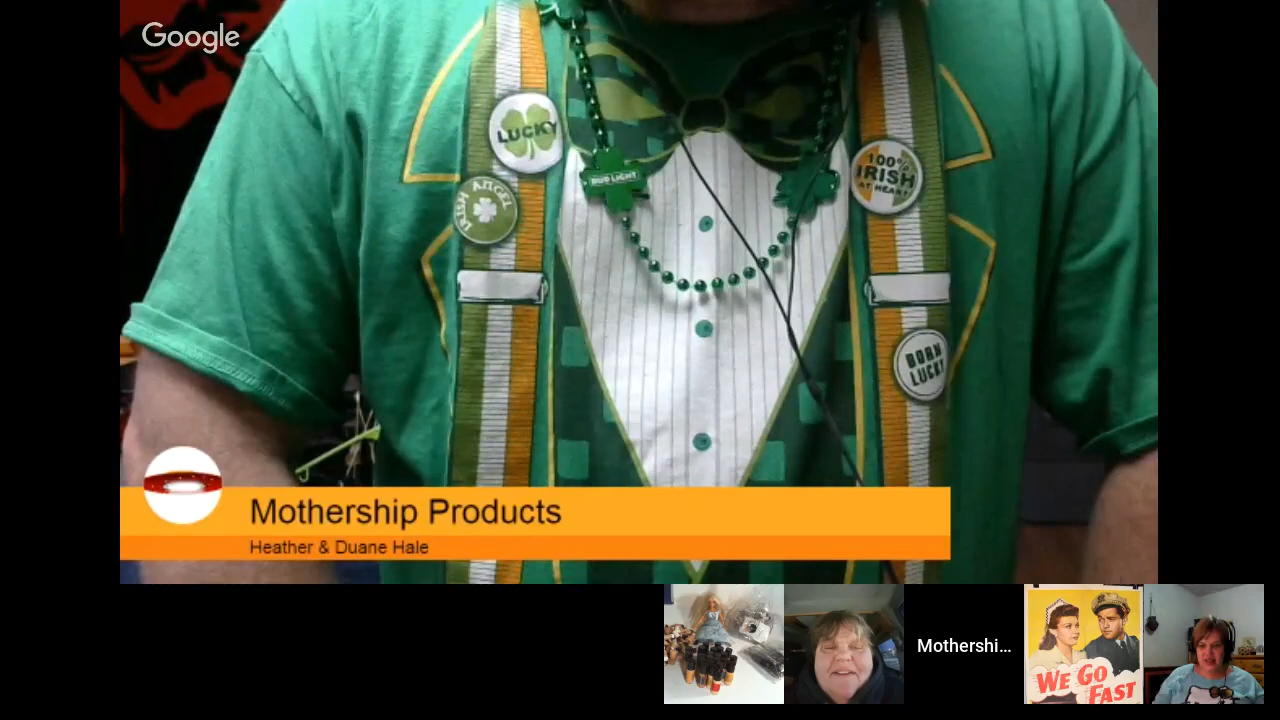 Google
LUCKY
IRISH ANGEL
BUD LIGHT
100%
IRISH
AT HEART
BORN
LUCKY
Mothership Products
Heather & Duane Hale
Mothershi...
WE GO
FAST